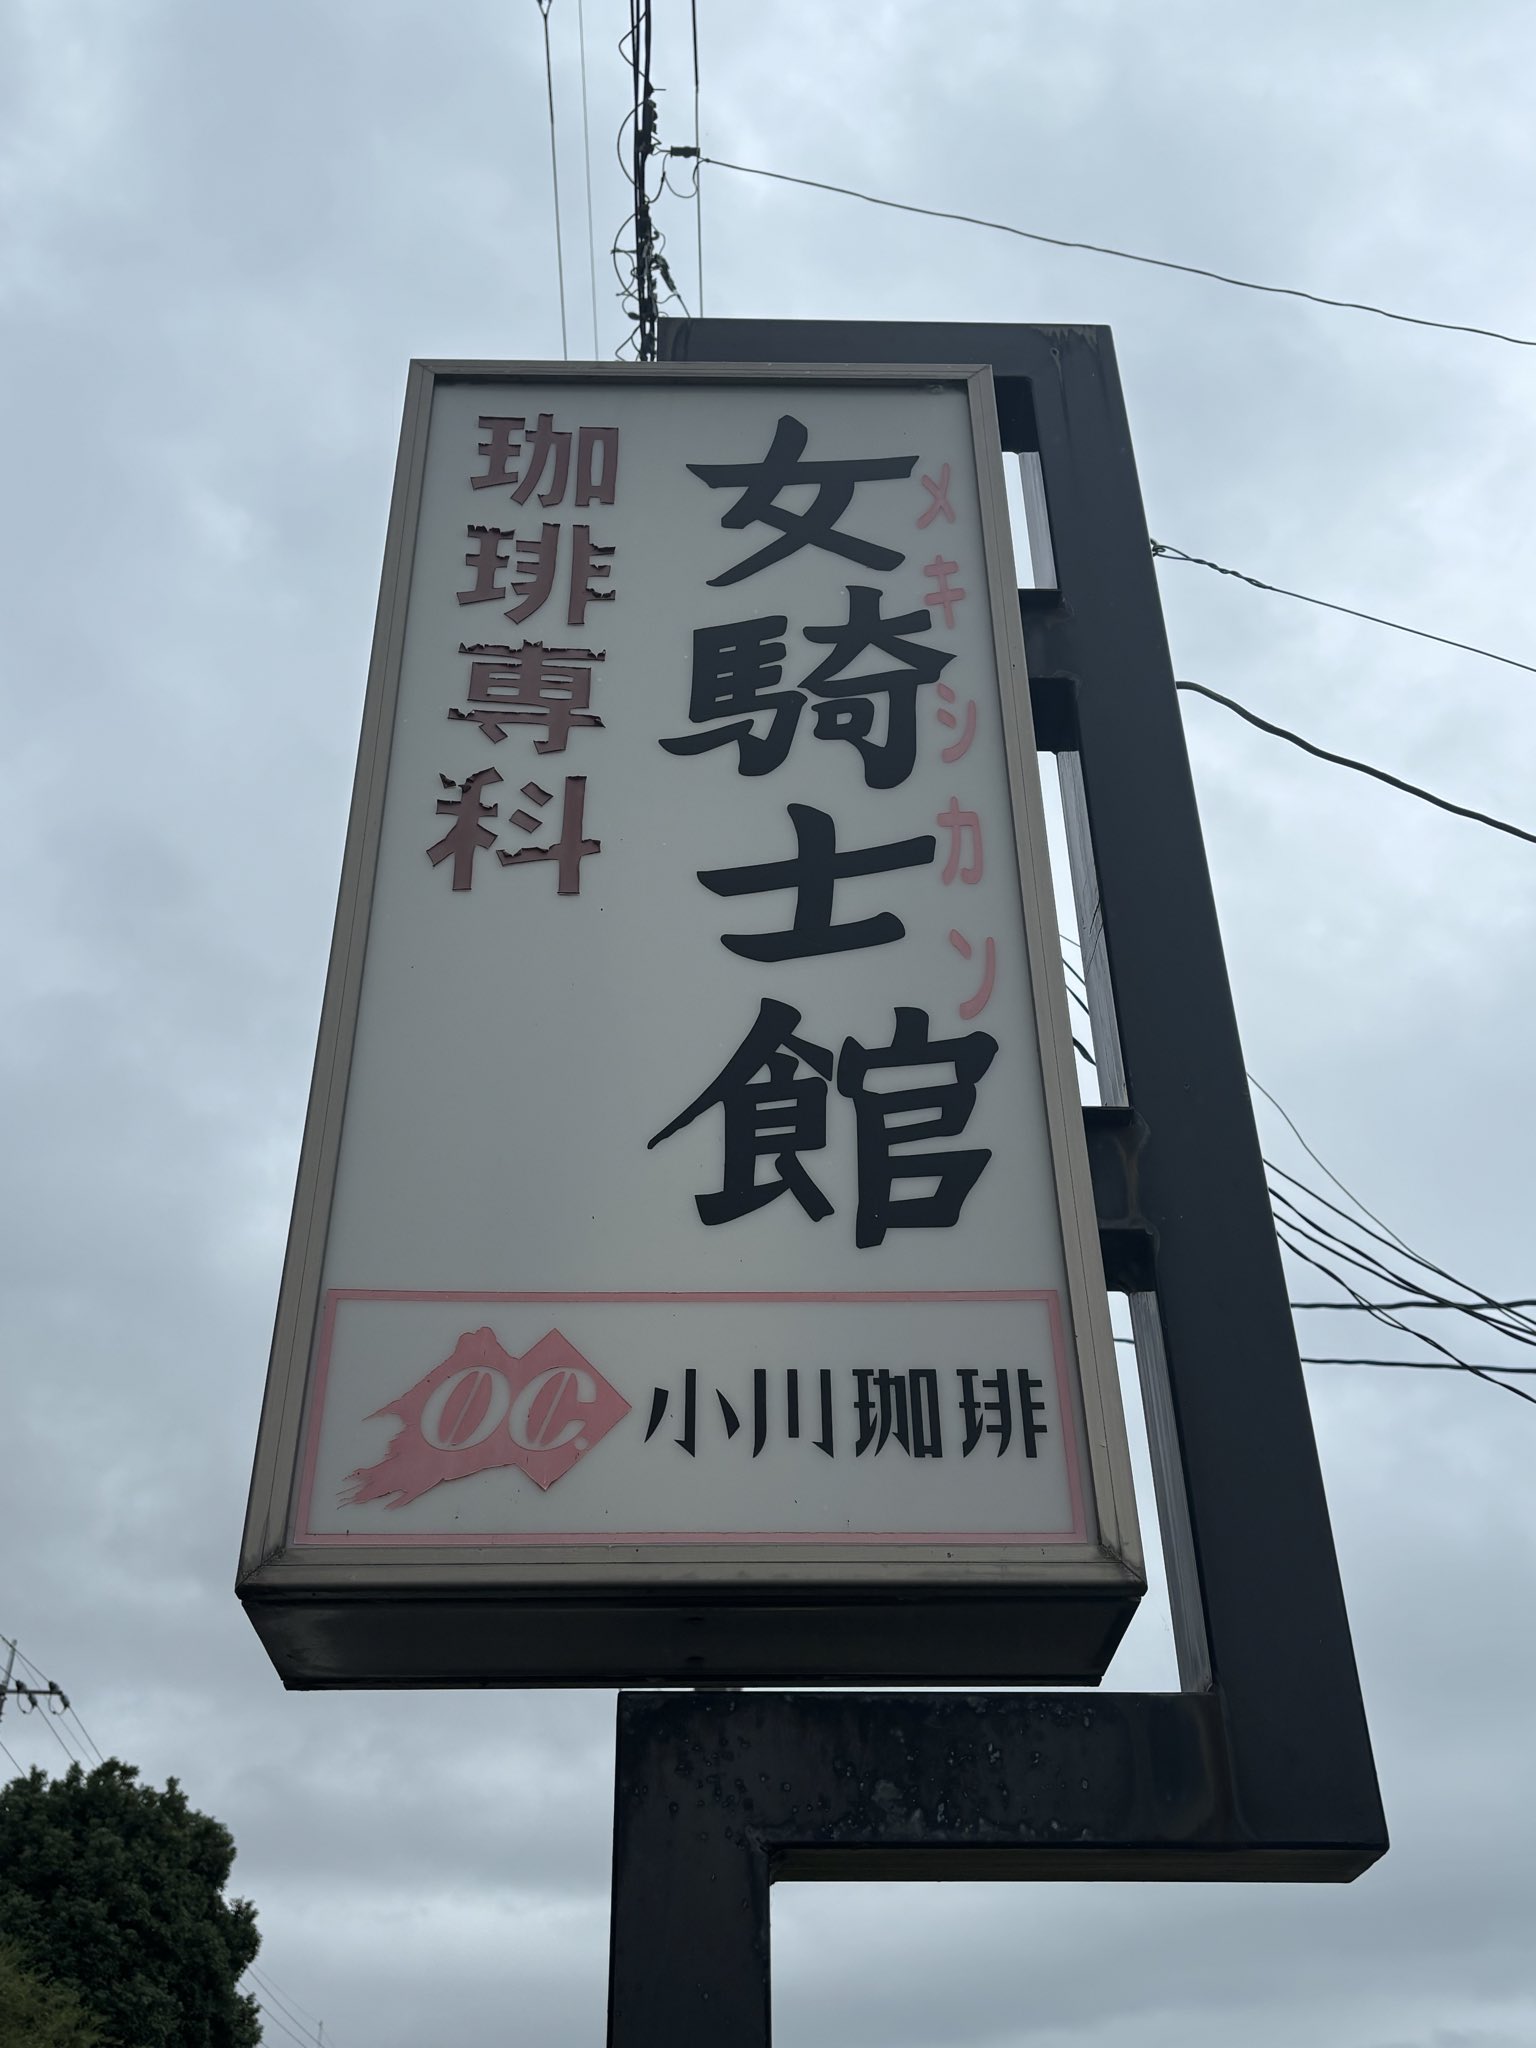 女騎士館
メキシカン
珈琲専科
OC.
小川珈琲